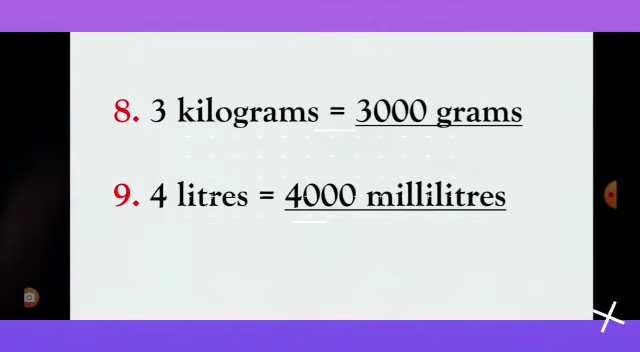 8. 3 kilograms = 3000 grams
9. 4 litres = 4000 millilitres